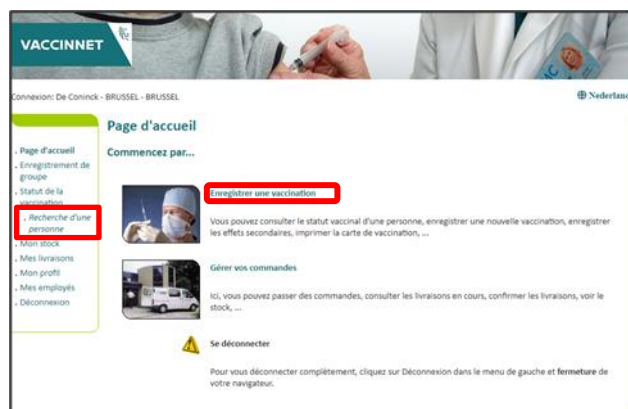 VACCINNET
Connexion: De Coninck - BRUSSEL - BRUSSEL
Nederland
Page d'accueil
Commencez par...
Page d'accueil
Enregistrement de
groupe
Statut de la
vaccination
Recherche d'une
personne
Mon stock
Mes livraisons
Mon profil
Mes employés
Déconnexion
Enregistrer une vaccination
Vous pouvez consulter le statut vaccinal d'une personne, enregistrer une nouvelle vaccination, enregistrer
les effets secondaires, imprimer la carte de vaccination, ...
Gérer vos commandes
Ici, vous pouvez passer des commandes, consulter les livraisons en cours, confirmer les livraisons, voir le
stock, ...
Se déconnecter
Pour vous déconnecter complètement, cliquez sur Déconnexion dans le menu de gauche et fermeture de
votre navigateur.